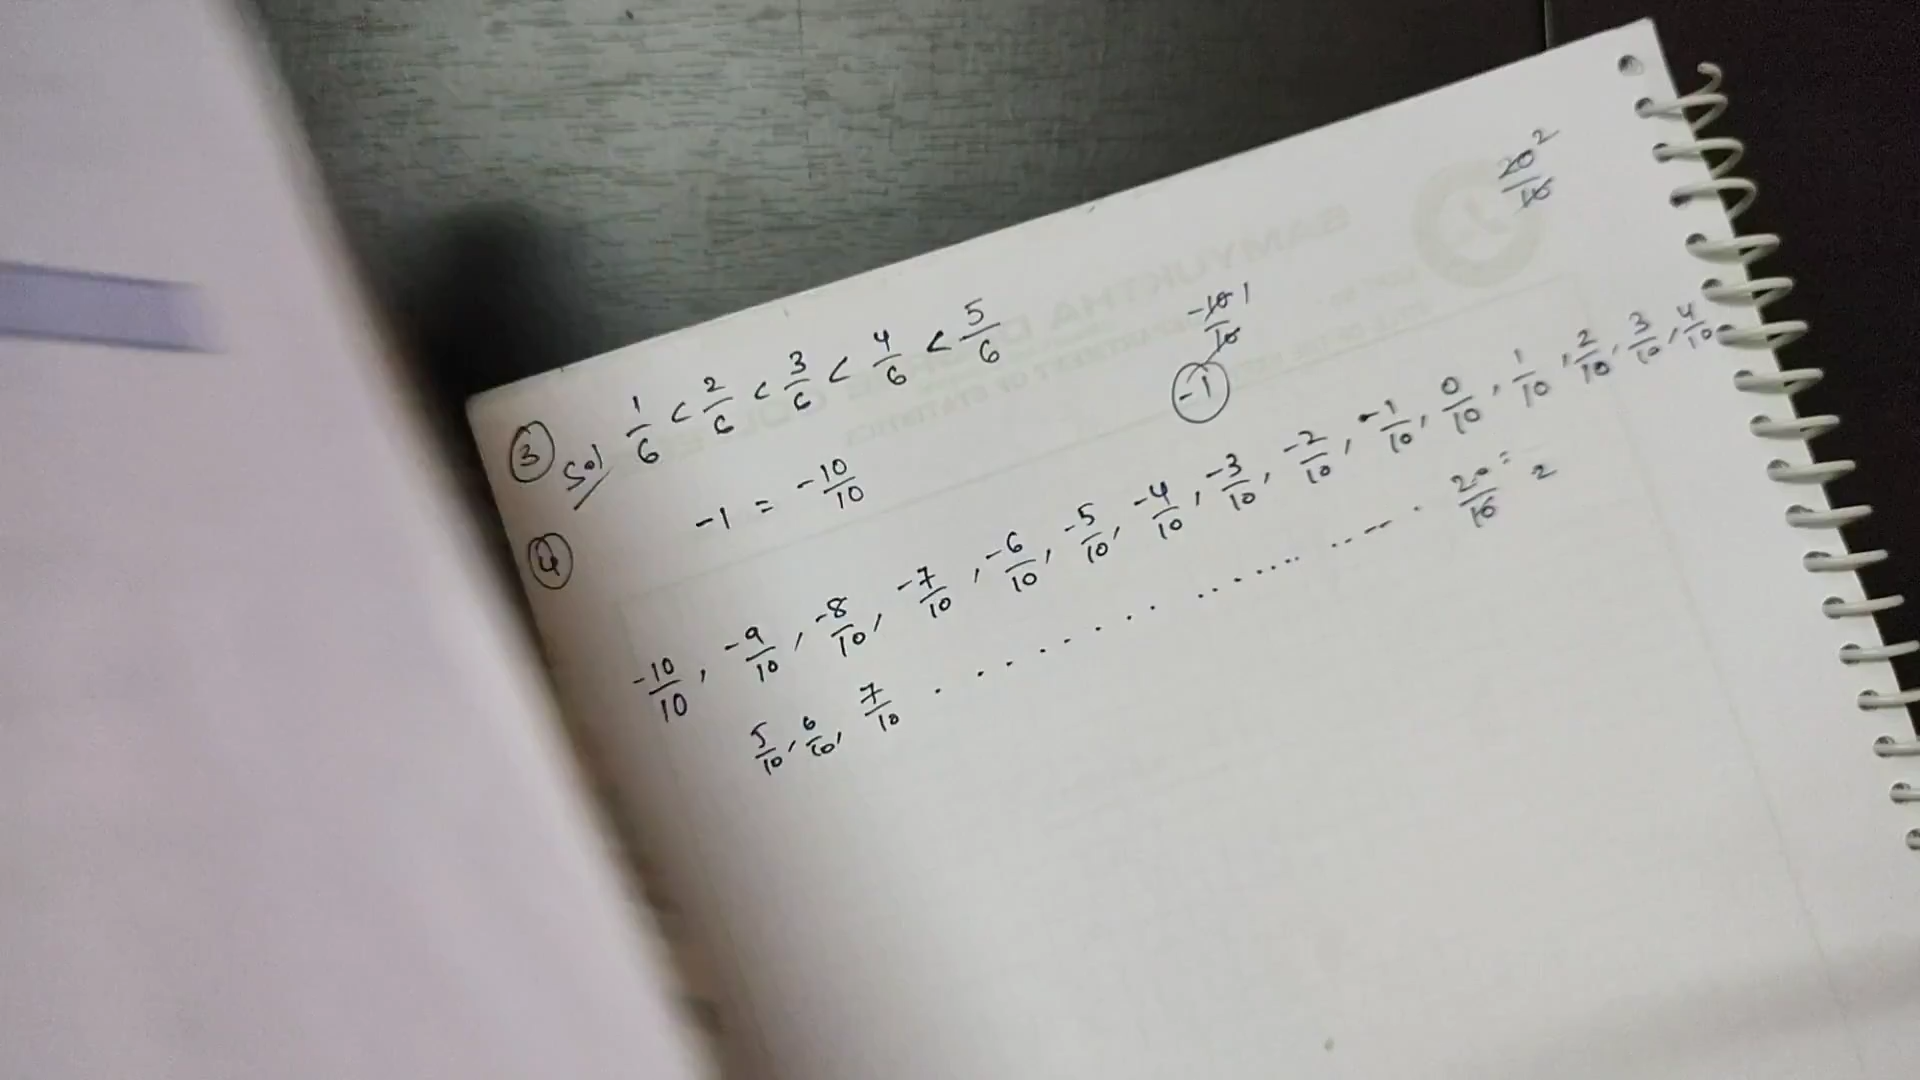 20² / 10
③ Sol 1/6 < 2/6 < 3/6 < 4/6 < 5/6
-10 1 / 10
-1
④ -1 = -10/10
-10/10, -9/10, -8/10, -7/10, -6/10, -5/10, -4/10, -3/10, -2/10, -1/10, 0/10, 1/10, 2/10, 3/10, 4/10
5/10, 6/10, 7/10 . . . . . . . . . . . . . . . . . . 20/10 = 2